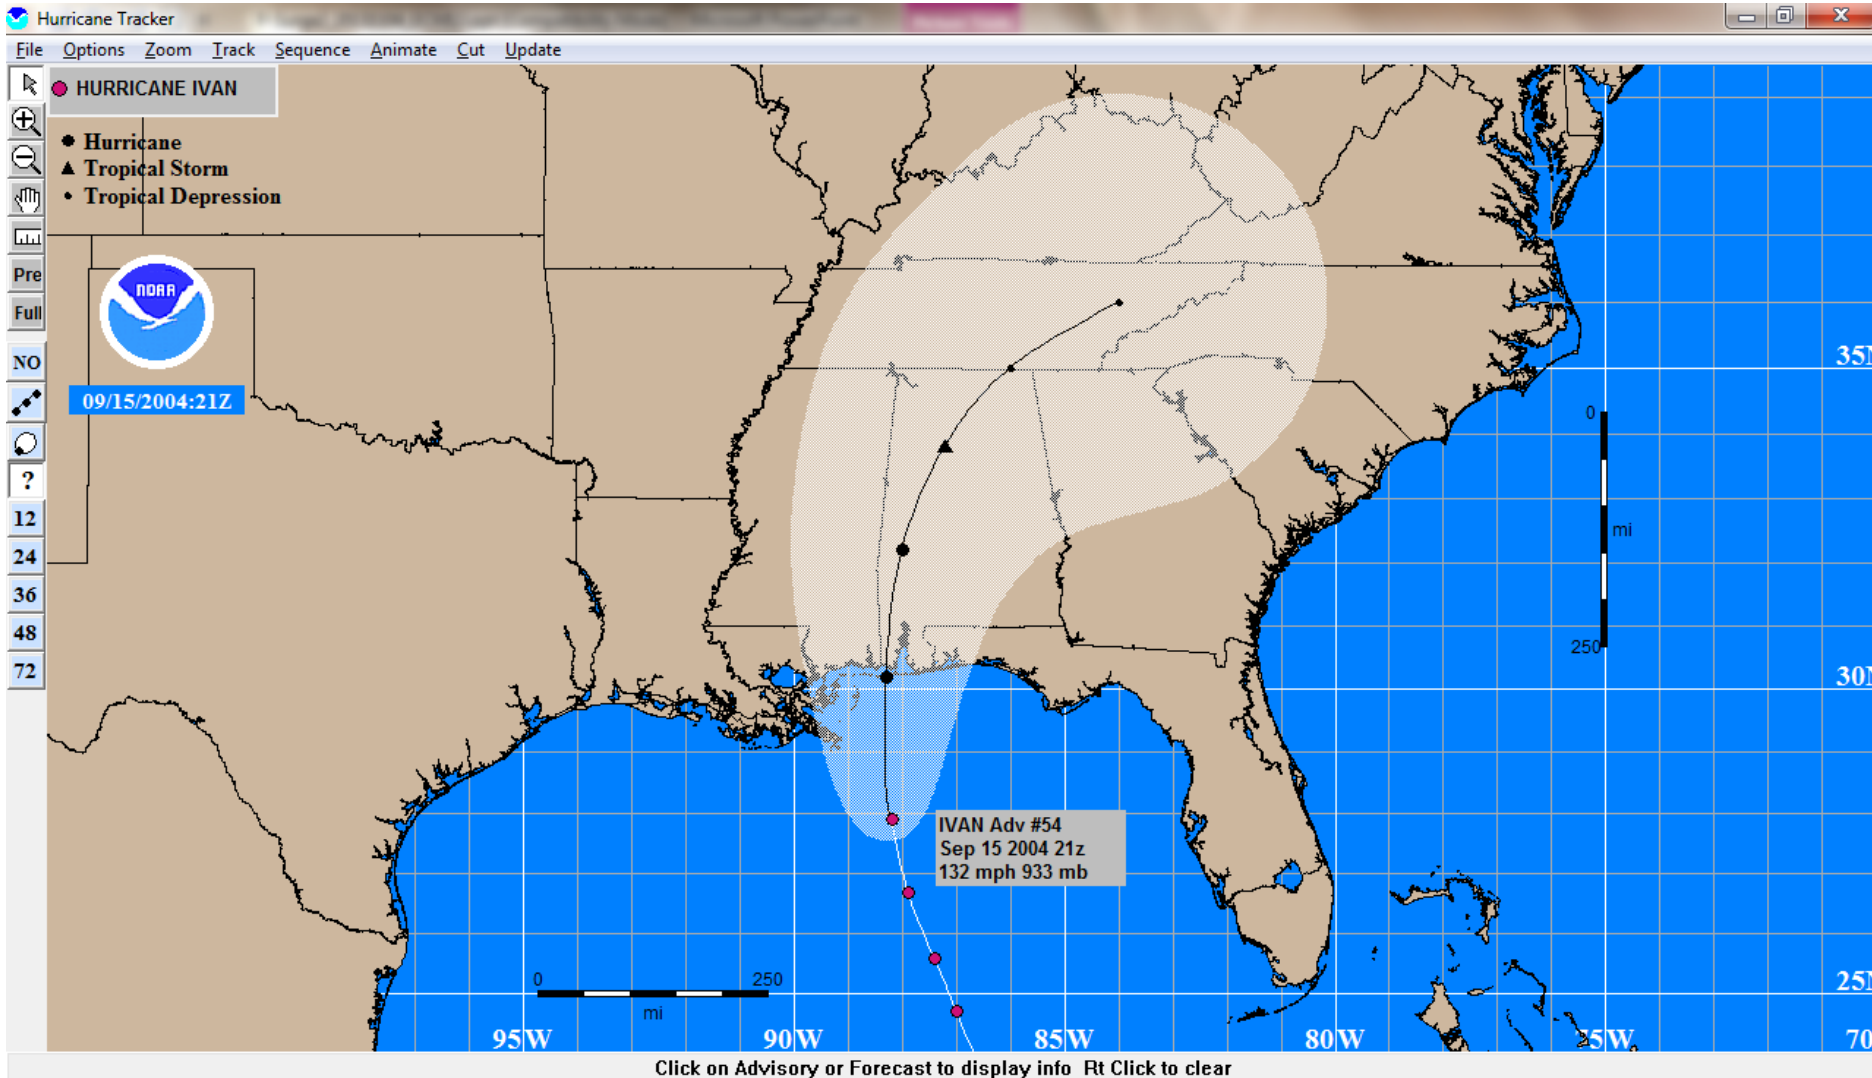 Hurricane Tracker
File Options Zoom Track Sequence Animate Cut Update
HURRICANE IVAN
Hurricane
Tropical Storm
Tropical Depression
Pre
Full
NOAA
NO
09/15/2004:21Z
?
12
24
36
48
72
35N
0
mi
250
30N
IVAN Adv #54
Sep 15 2004 21z
132 mph 933 mb
0 250
mi
25N
95W 90W 85W 80W 75W 70
Click on Advisory or Forecast to display info Rt Click to clear